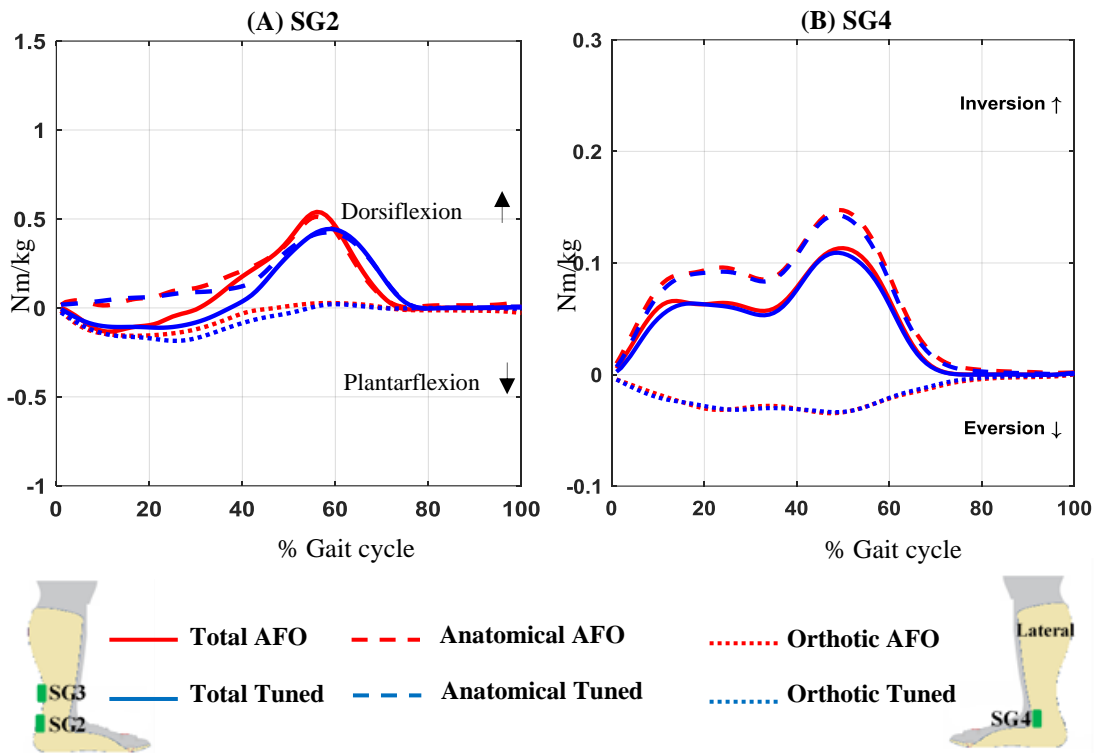 (A) SG2
(B) SG4
1.5
1
0.5
0
-0.5
-1
Nm/kg
Dorsiflexion ↑
Plantarflexion ↓
0 20 40 60 80 100
% Gait cycle
0.3
0.2
0.1
0
-0.1
Nm/kg
Inversion ↑
Eversion ↓
0 20 40 60 80 100
% Gait cycle
SG3
SG2
Total AFO
Anatomical AFO
Orthotic AFO
Total Tuned
Anatomical Tuned
Orthotic Tuned
Lateral
SG4